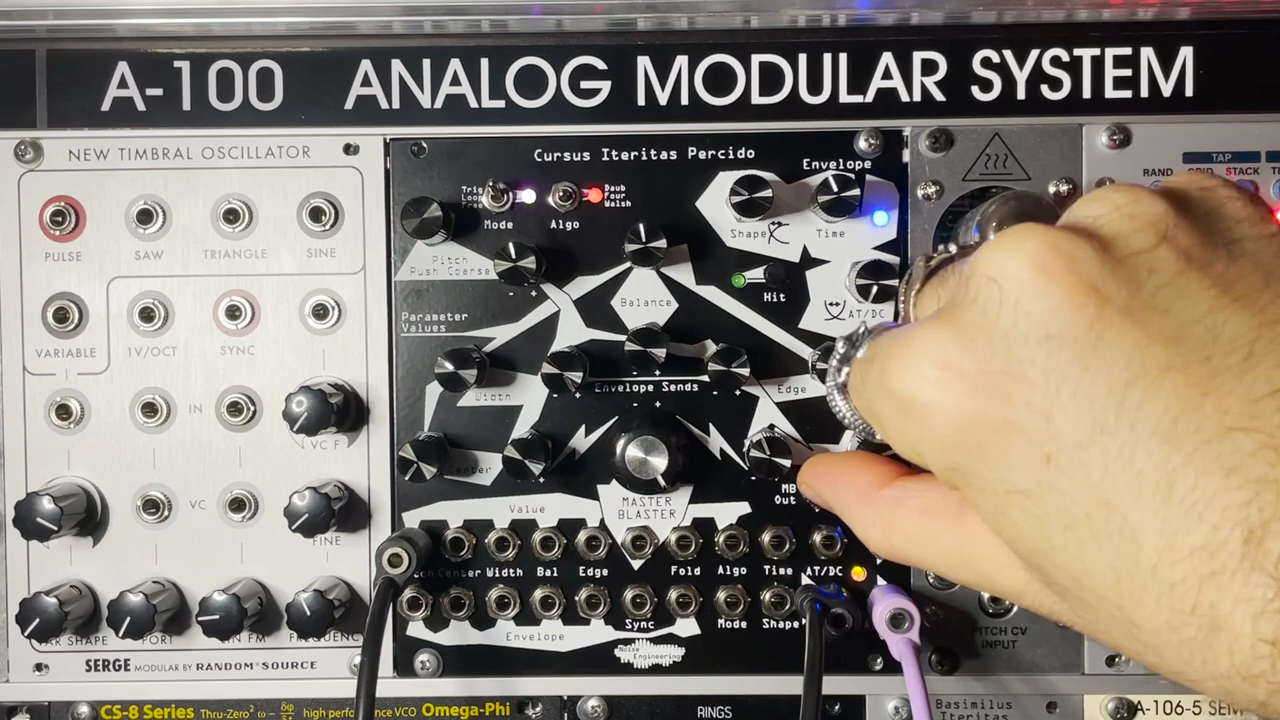 A-100 ANALOG MODULAR SYSTEM
NEW TIMBRAL OSCILLATOR
PULSE
SAW
TRIANGLE
SINE
VARIABLE
1V/OCT
SYNC
IN
VC F
VC
FINE
PORT
SERGE MODULAR BY RANDOM*SOURCE
Cursus Iteritas Percido
Envelope
Trig
Loop
Free
Mode
Daub
Four
Walsh
Algo
Shape
Time
Pitch
Push Coarse
- +
Hit
Balance
AT/DC
Parameter
Values
- +
Width
- +
Envelope Sends
- +
Edge
- +
Center
MB
Out
Value
MASTER
BLASTER
Center
Width
Bal
Edge
Fold
Algo
Time
AT/DC
Sync
Mode
Shape
Envelope
Noise
Engineering
TAP
RAND
STACK
PITCH CV
INPUT
CS-8 Series Thru-Zero² ω – δφ/δt high performance VCO Omega-Phi
RINGS
Basimilus
Iteritas
A-106-5 SEM